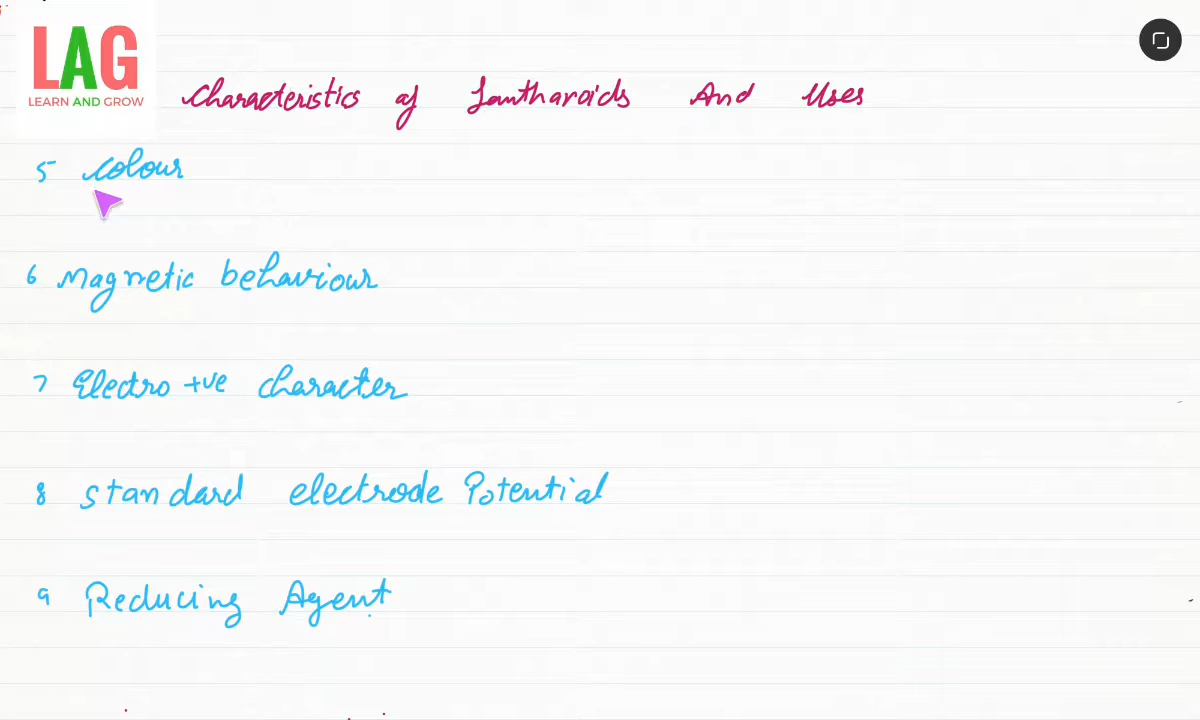 LAG
LEARN AND GROW
Characteristics of Lantharoids And Uses
5 colour
6 Magnetic behaviour
7 Electro +ve character
8 standard electrode Potential
9 Reducing Agent